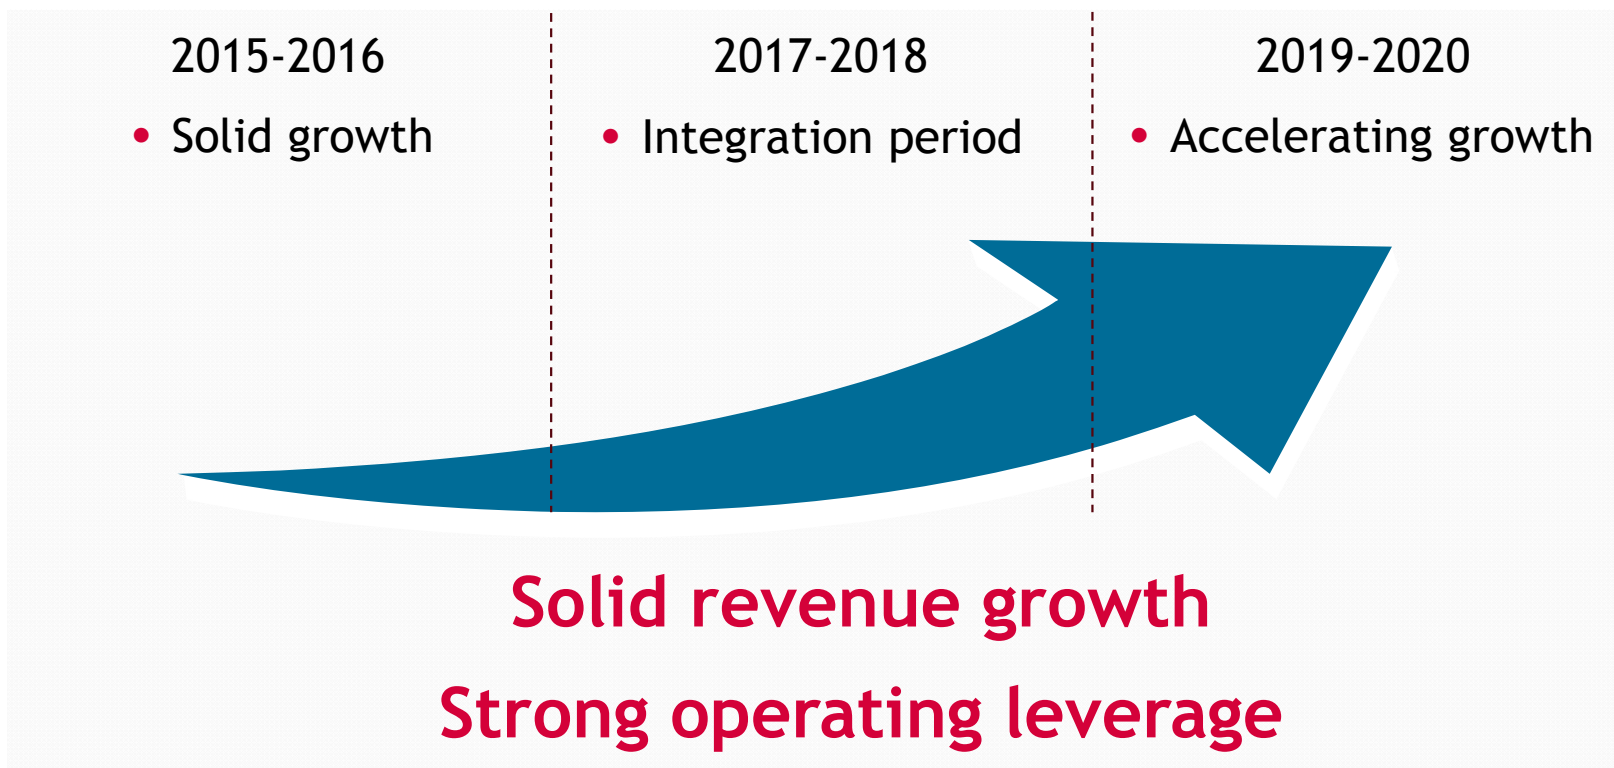 2015-2016
• Solid growth
2017-2018
• Integration period
2019-2020
• Accelerating growth
Solid revenue growth
Strong operating leverage